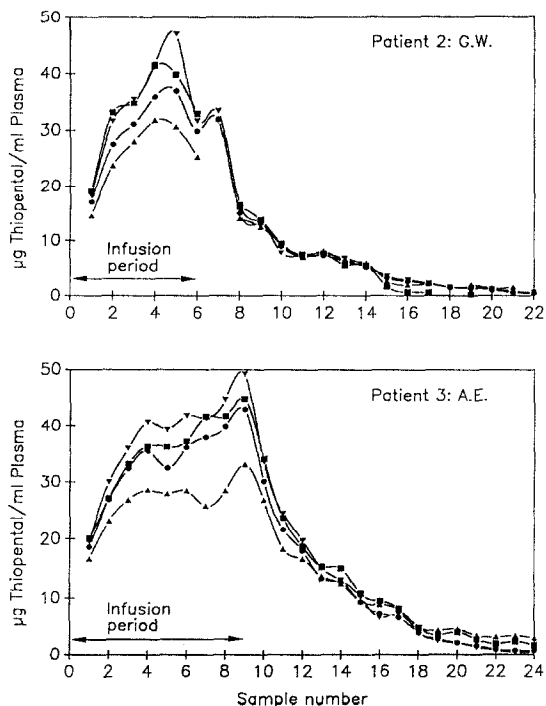 Patient 2: G.W.
µg Thiopental/ml Plasma
50
40
30
20
10
0
Infusion
period
0 2 4 6 8 10 12 14 16 18 20 22
Patient 3: A.E.
µg Thiopental/ml Plasma
50
40
30
20
10
0
Infusion
period
0 2 4 6 8 10 12 14 16 18 20 22 24
Sample number